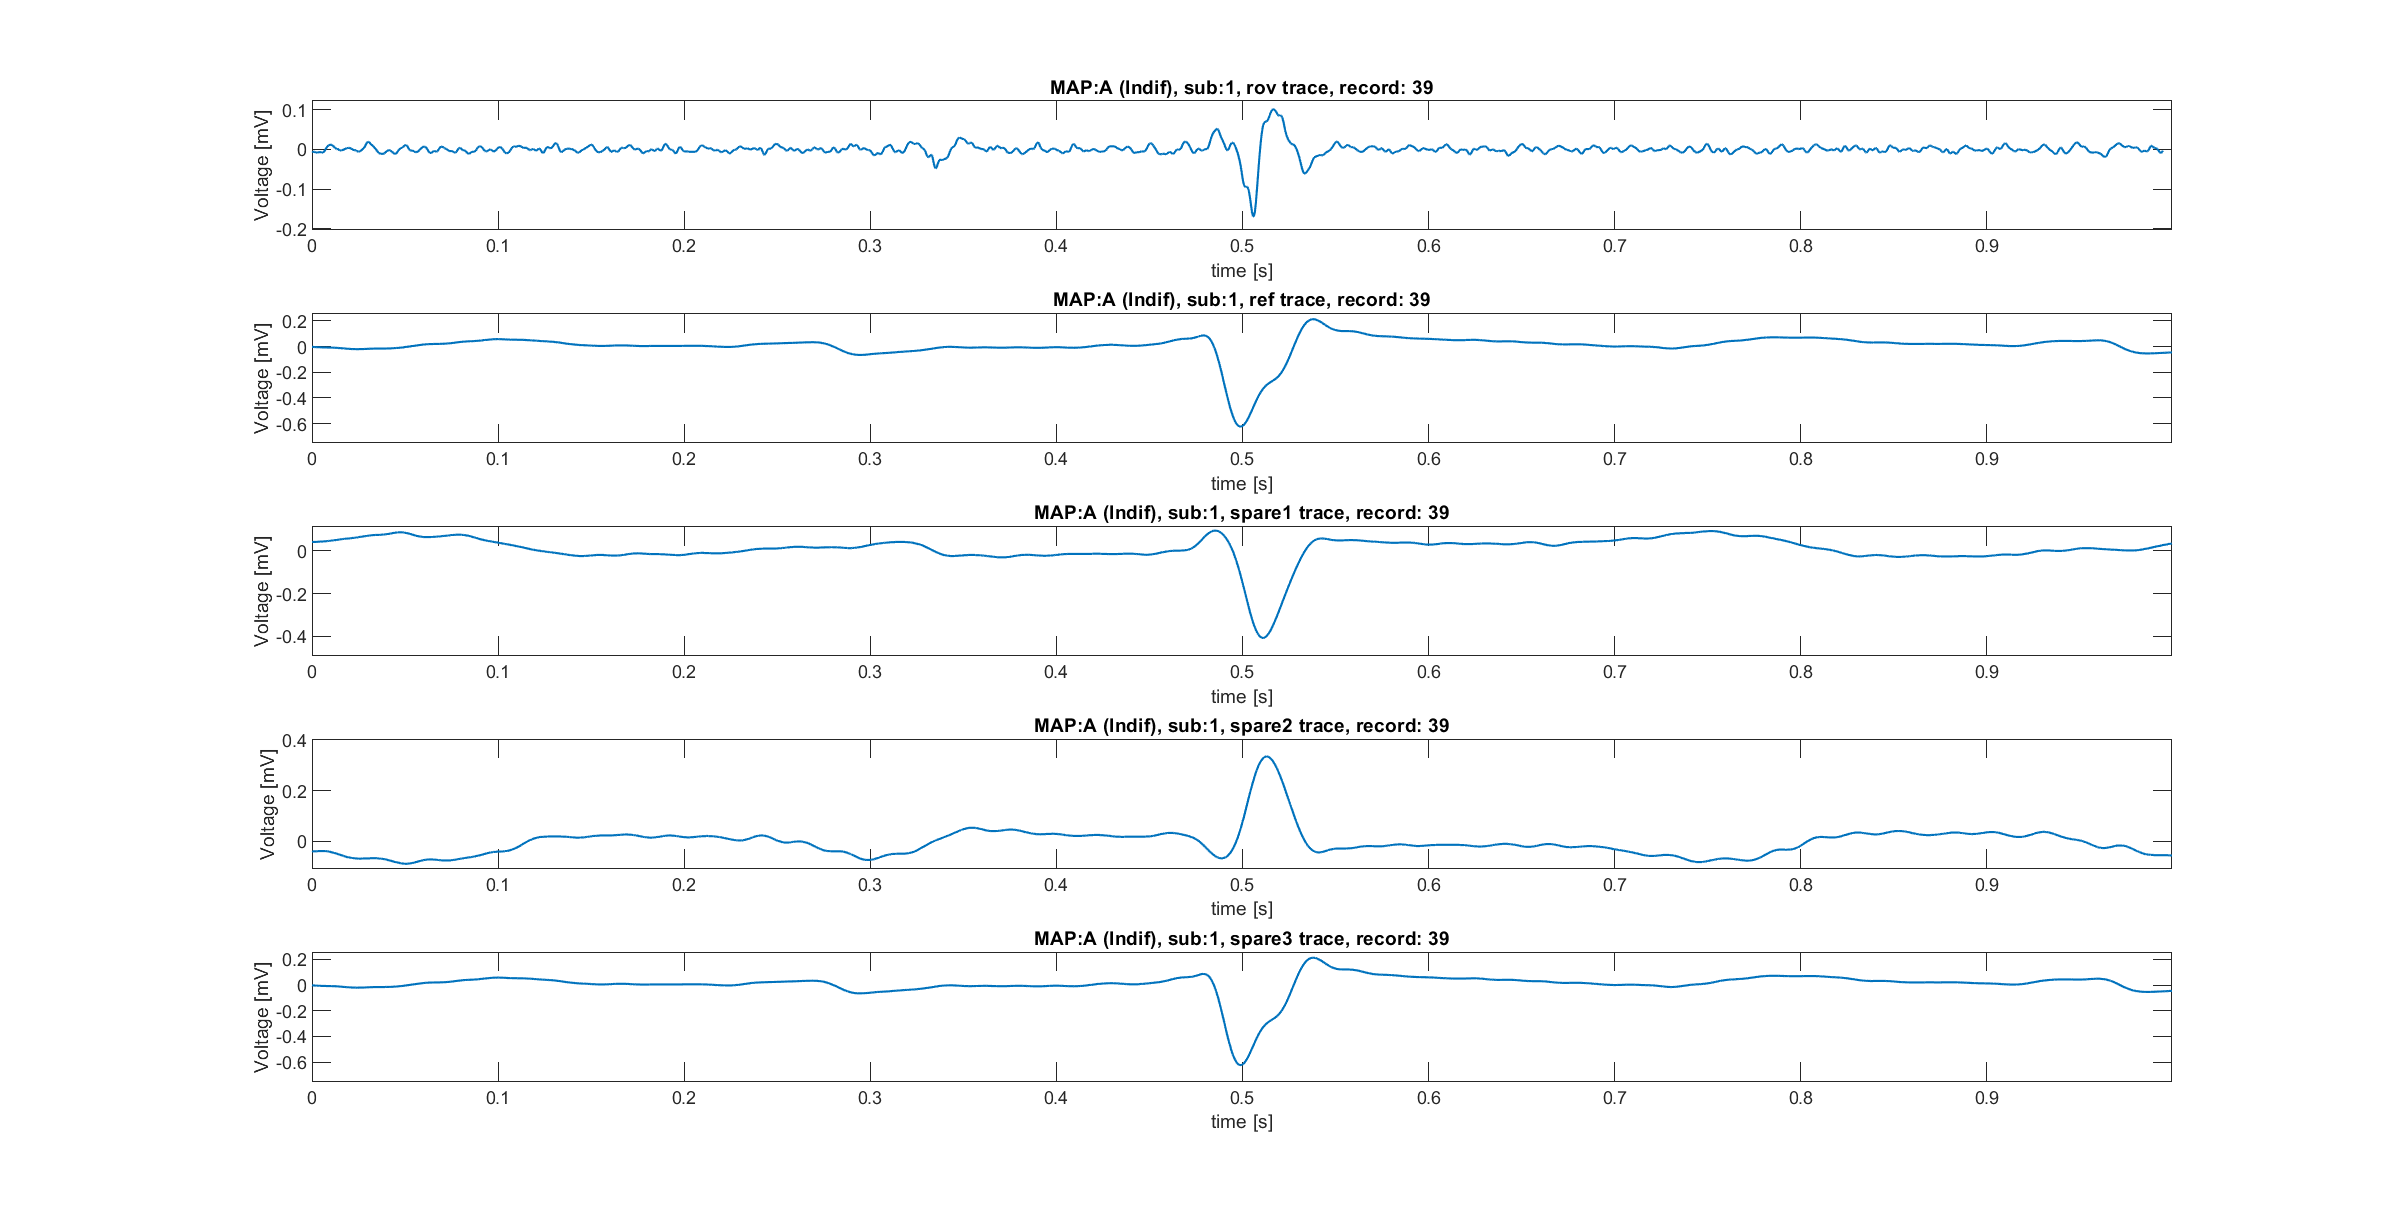 MAP:A (Indif), sub:1, rov trace, record: 39
Voltage [mV]
0.1
0
-0.1
-0.2
0 0.1 0.2 0.3 0.4 0.5 0.6 0.7 0.8 0.9
time [s]
MAP:A (Indif), sub:1, ref trace, record: 39
Voltage [mV]
0.2
0
-0.2
-0.4
-0.6
0 0.1 0.2 0.3 0.4 0.5 0.6 0.7 0.8 0.9
time [s]
MAP:A (Indif), sub:1, spare1 trace, record: 39
Voltage [mV]
0
-0.2
-0.4
0 0.1 0.2 0.3 0.4 0.5 0.6 0.7 0.8 0.9
time [s]
MAP:A (Indif), sub:1, spare2 trace, record: 39
Voltage [mV]
0.4
0.2
0
0 0.1 0.2 0.3 0.4 0.5 0.6 0.7 0.8 0.9
time [s]
MAP:A (Indif), sub:1, spare3 trace, record: 39
Voltage [mV]
0.2
0
-0.2
-0.4
-0.6
0 0.1 0.2 0.3 0.4 0.5 0.6 0.7 0.8 0.9
time [s]